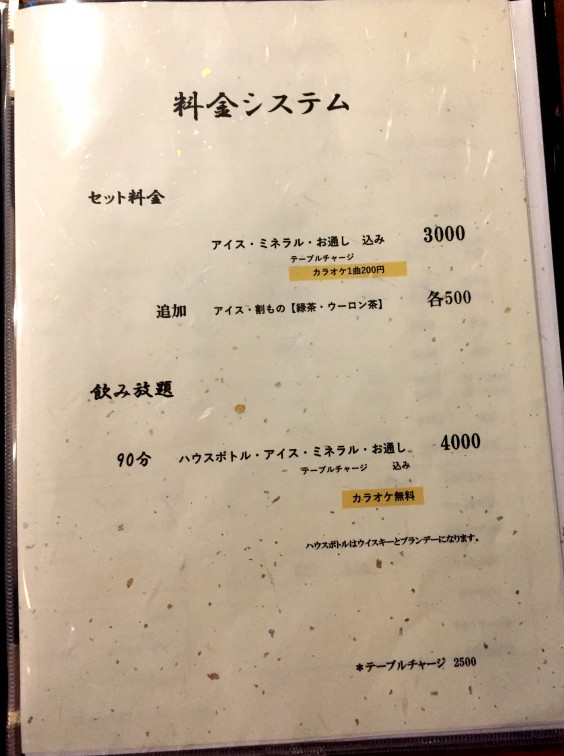 料金システム
セット料金
アイス・ミネラル・お通し 込み 3000
テーブルチャージ
カラオケ1曲200円
追加 アイス・割もの【緑茶・ウーロン茶】 各500
飲み放題
90分 ハウスボトル・アイス・ミネラル・お通し 4000
テーブルチャージ 込み
カラオケ無料
ハウスボトルはウイスキーとブランデーになります。
＊テーブルチャージ 2500